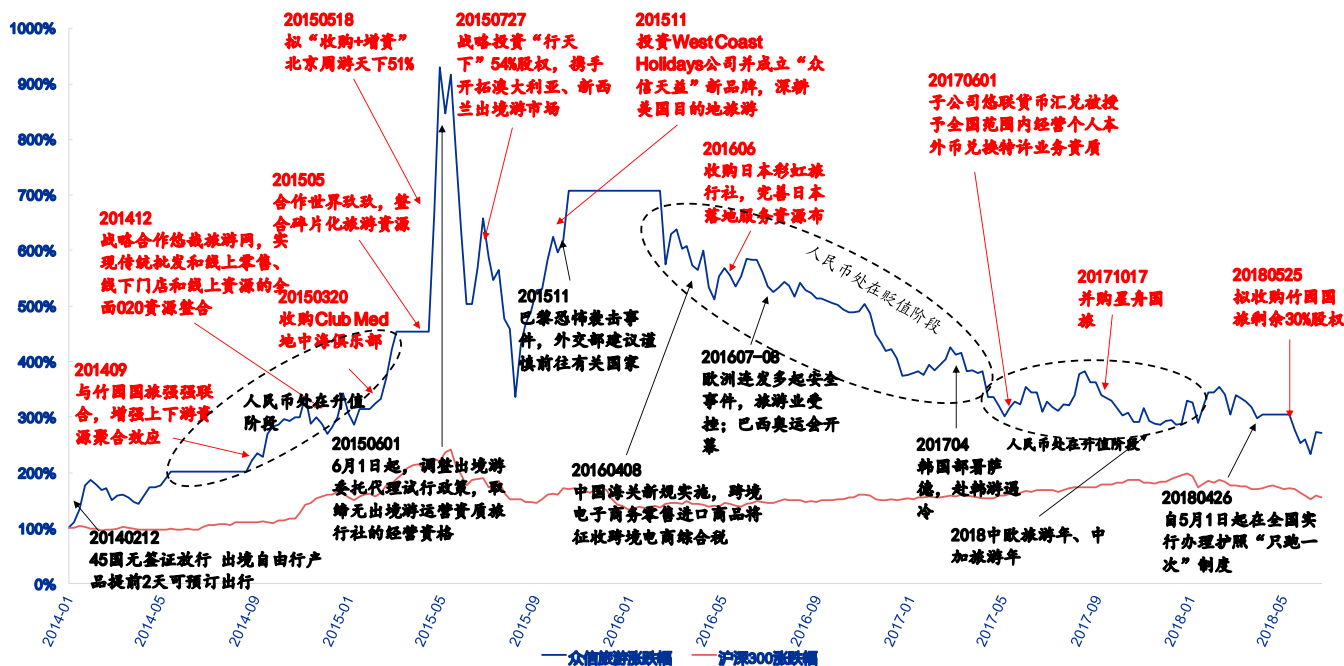 1000%
900%
800%
700%
600%
500%
400%
300%
200%
100%
0%
20150518
拟“收购+增资”
北京周游天下51%
20150727
战略投资“行天
下”54%股权，携手
开拓澳大利亚、新西
兰出境游市场
201511
投资West Coast
Holidays公司并成立“众
信天益”新品牌，深耕
美国目的地旅游
20170601
子公司悠联货币汇兑被授
予全国范围内经营个人本
外币兑换特许业务资质
201606
收购日本彩虹旅
行社，完善日本
落地服务资源布
201505
合作世界玖玖，整
合碎片化旅游资源
201412
战略合作悠哉旅游网，实
现传统批发和线上零售、
线下门店和线上资源的全
面O2O资源整合
20150320
收购Club Med
地中海俱乐部
201409
与竹园国旅强强联
合，增强上下游资
源聚合效应
人民币处在升值
阶段
人民币处在贬值阶段
20171017
并购星舟国
旅
20180525
拟收购竹园国
旅剩余30%股权
201511
巴黎恐怖袭击事
件，外交部建议谨
慎前往有关国家
201607-08
欧洲连发多起安全
事件，旅游业受
控；巴西奥运会开
幕
20150601
6月1日起，调整出境游
委托代理试行政策，取
缔无出境游运营资质旅
行社的经营资格
20160408
中国海关新规实施，跨境
电子商务零售进口商品将
征收跨境电商综合税
201704
韩国部署萨
德，赴韩游遇
冷
人民币处在升值阶段
2018中欧旅游年、中
加旅游年
20180426
自5月1日起在全国实
行办理护照“只跑一
次”制度
20140212
45国无签证放行 出境自由行产
品提前2天可预订出行
2014-01
2014-05
2014-09
2015-01
2015-05
2015-09
2016-01
2016-05
2016-09
2017-01
2017-05
2017-09
2018-01
2018-05
众信旅游涨跌幅
沪深300涨跌幅